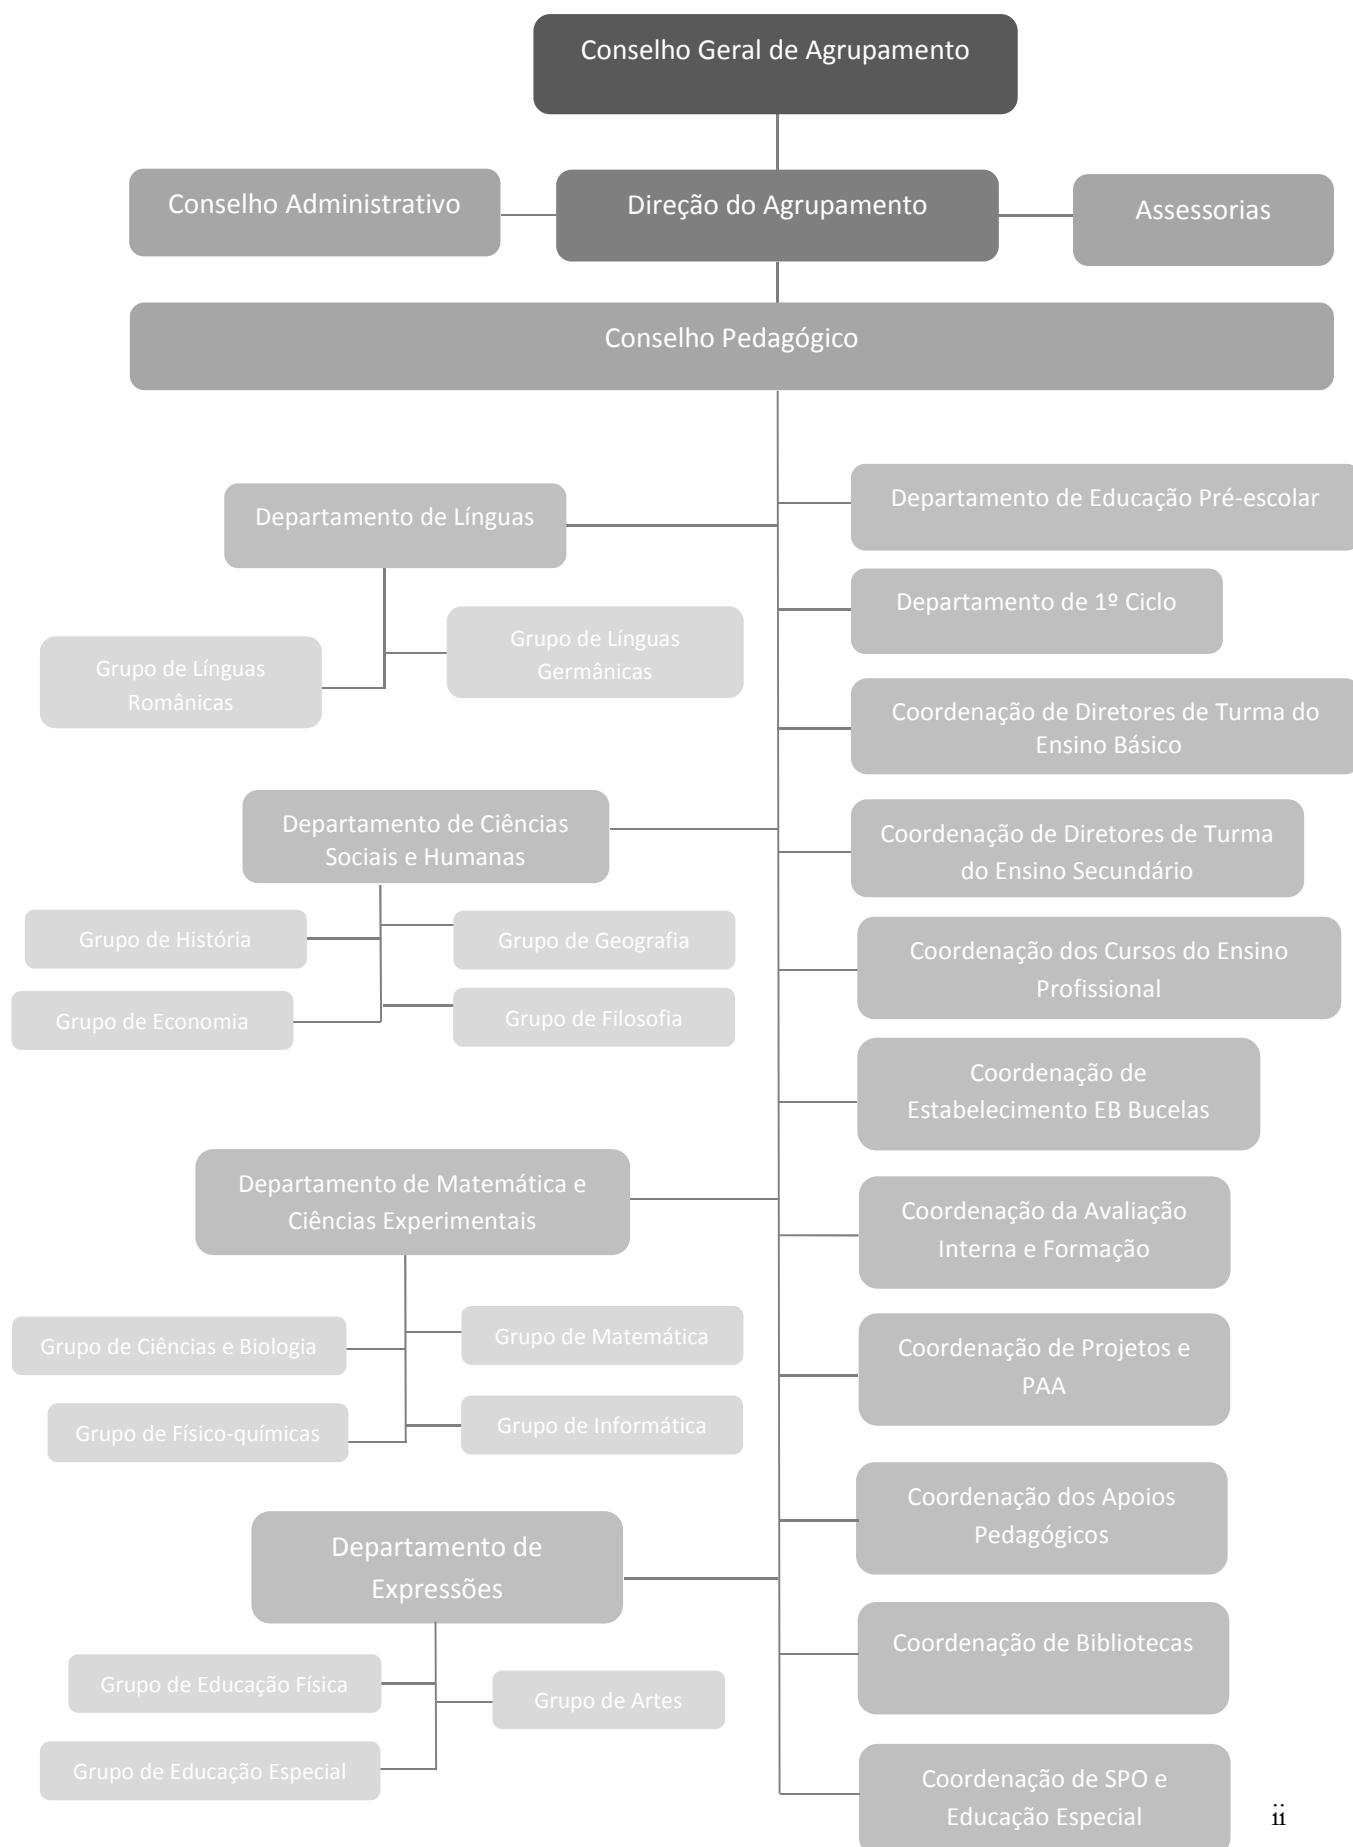 Conselho Geral de Agrupamento
Conselho Administrativo
Direção do Agrupamento
Assessorias
Conselho Pedagógico
Departamento de Línguas
Grupo de Línguas
Românicas
Grupo de Línguas
Germânicas
Departamento de Ciências
Sociais e Humanas
Grupo de História
Grupo de Geografia
Grupo de Economia
Grupo de Filosofia
Departamento de Matemática e
Ciências Experimentais
Grupo de Ciências e Biologia
Grupo de Matemática
Grupo de Físico-químicas
Grupo de Informática
Departamento de
Expressões
Grupo de Educação Física
Grupo de Artes
Grupo de Educação Especial
Departamento de Educação Pré-escolar
Departamento de 1º Ciclo
Coordenação de Diretores de Turma do
Ensino Básico
Coordenação de Diretores de Turma
do Ensino Secundário
Coordenação dos Cursos do Ensino
Profissional
Coordenação de
Estabelecimento EB Bucelas
Coordenação da Avaliação
Interna e Formação
Coordenação de Projetos e
PAA
Coordenação dos Apoios
Pedagógicos
Coordenação de Bibliotecas
Coordenação de SPO e
Educação Especial
ii